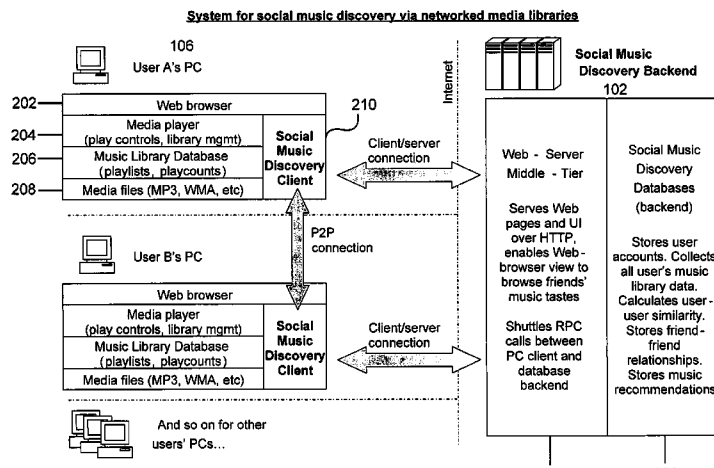 System for social music discovery via networked media libraries
106
User A's PC
202
Web browser
204
Media player
(play controls, library mgmt)
206
Music Library Database
(playlists, playcounts)
208
Media files (MP3, WMA, etc)
Social
Music
Discovery
Client
210
Client/server
connection
Internet
P2P
connection
User B's PC
Web browser
Media player
(play controls, library mgmt)
Music Library Database
(playlists, playcounts)
Media files (MP3, WMA, etc)
Social
Music
Discovery
Client
Client/server
connection
And so on for other
users' PCs...
Social Music
Discovery Backend
102
Web - Server
Middle - Tier
Serves Web
pages and UI
over HTTP,
enables Web-
browser view to
browse friends'
music tastes
Shuttles RPC
calls between
PC client and
database
backend
Social Music
Discovery
Databases
(backend)
Stores user
accounts. Collects
all user's music
library data.
Calculates user-
user similarity.
Stores friend-
friend
relationships.
Stores music
recommendations